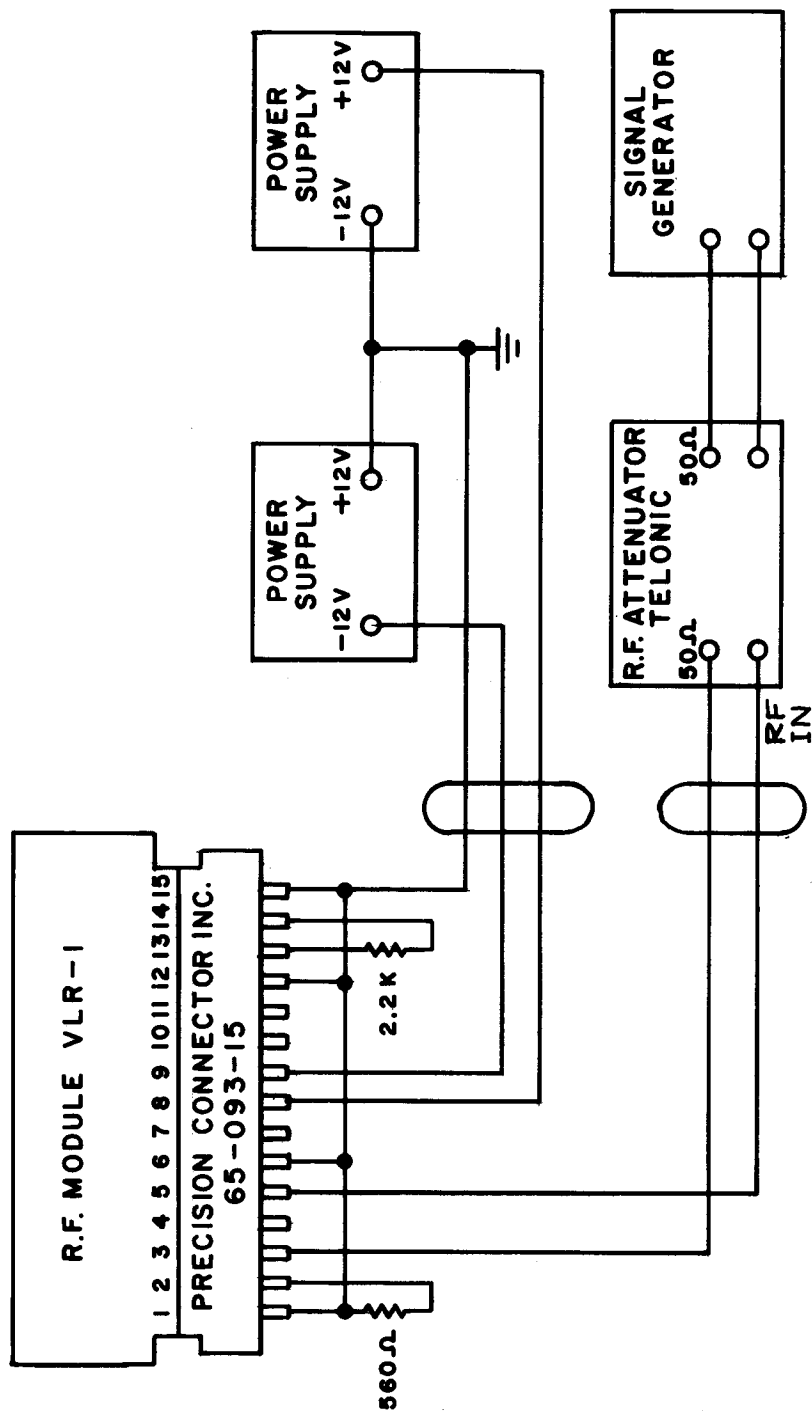 R.F. MODULE VLR-1
1 2 3 4 5 6 7 8 9 10 11 12 13 14 15
PRECISION CONNECTOR INC.
65-093-15
560Ω
2.2K
POWER
SUPPLY
-12V
+12V
POWER
SUPPLY
-12V
+12V
RF
IN
R.F. ATTENUATOR
TELONIC
50Ω
50Ω
SIGNAL
GENERATOR